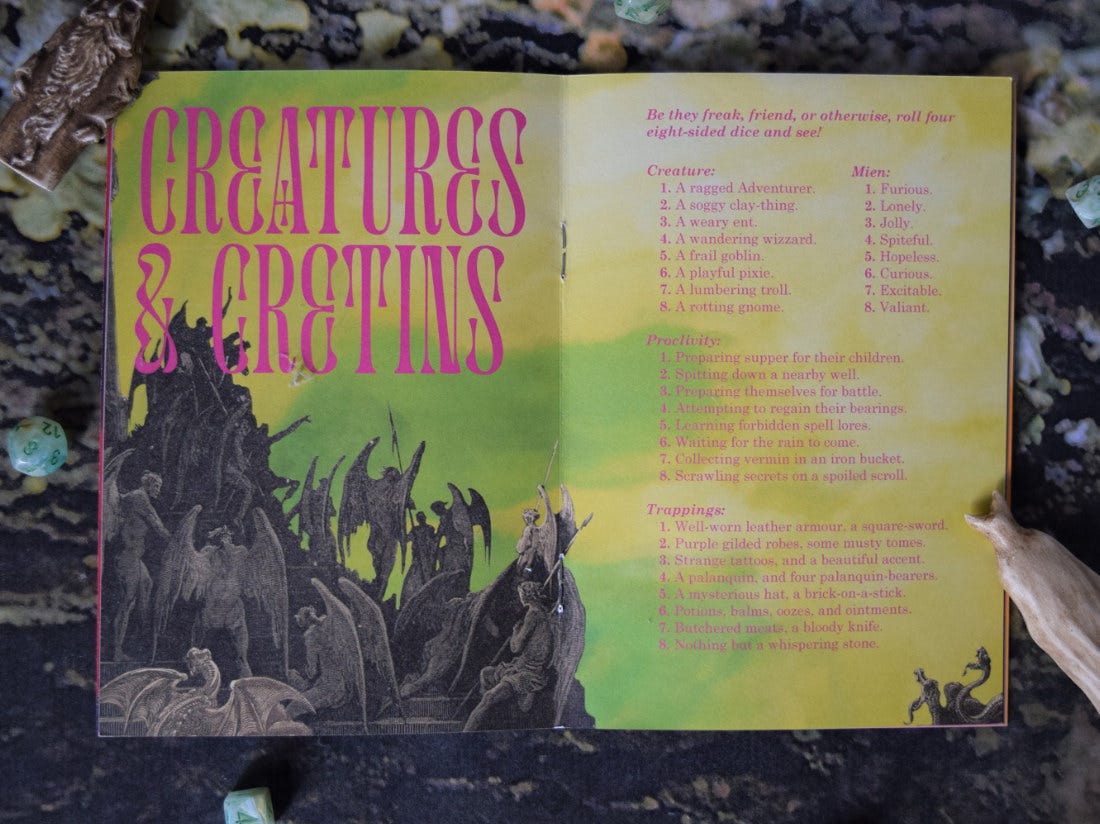 CREATURES
& CRETINS
Be they freak, friend, or otherwise, roll four
eight-sided dice and see!
Creature:
1. A ragged Adventurer.
2. A soggy clay-thing.
3. A weary ent.
4. A wandering wizzard.
5. A frail goblin.
6. A playful pixie.
7. A lumbering troll.
8. A rotting gnome.
Mien:
1. Furious.
2. Lonely.
3. Jolly.
4. Spiteful.
5. Hopeless.
6. Curious.
7. Excitable.
8. Valiant.
Proclivity:
1. Preparing supper for their children.
2. Spitting down a nearby well.
3. Preparing themselves for battle.
4. Attempting to regain their bearings.
5. Learning forbidden spell lores.
6. Waiting for the rain to come.
7. Collecting vermin in an iron bucket.
8. Scrawling secrets on a spoiled scroll.
Trappings:
1. Well-worn leather armour, a square-sword.
2. Purple gilded robes, some musty tomes.
3. Strange tattoos, and a beautiful accent.
4. A palanquin, and four palanquin-bearers.
5. A mysterious hat, a brick-on-a-stick.
6. Potions, balms, oozes, and ointments.
7. Butchered meats, a bloody knife.
8. Nothing but a whispering stone.
12
8
4